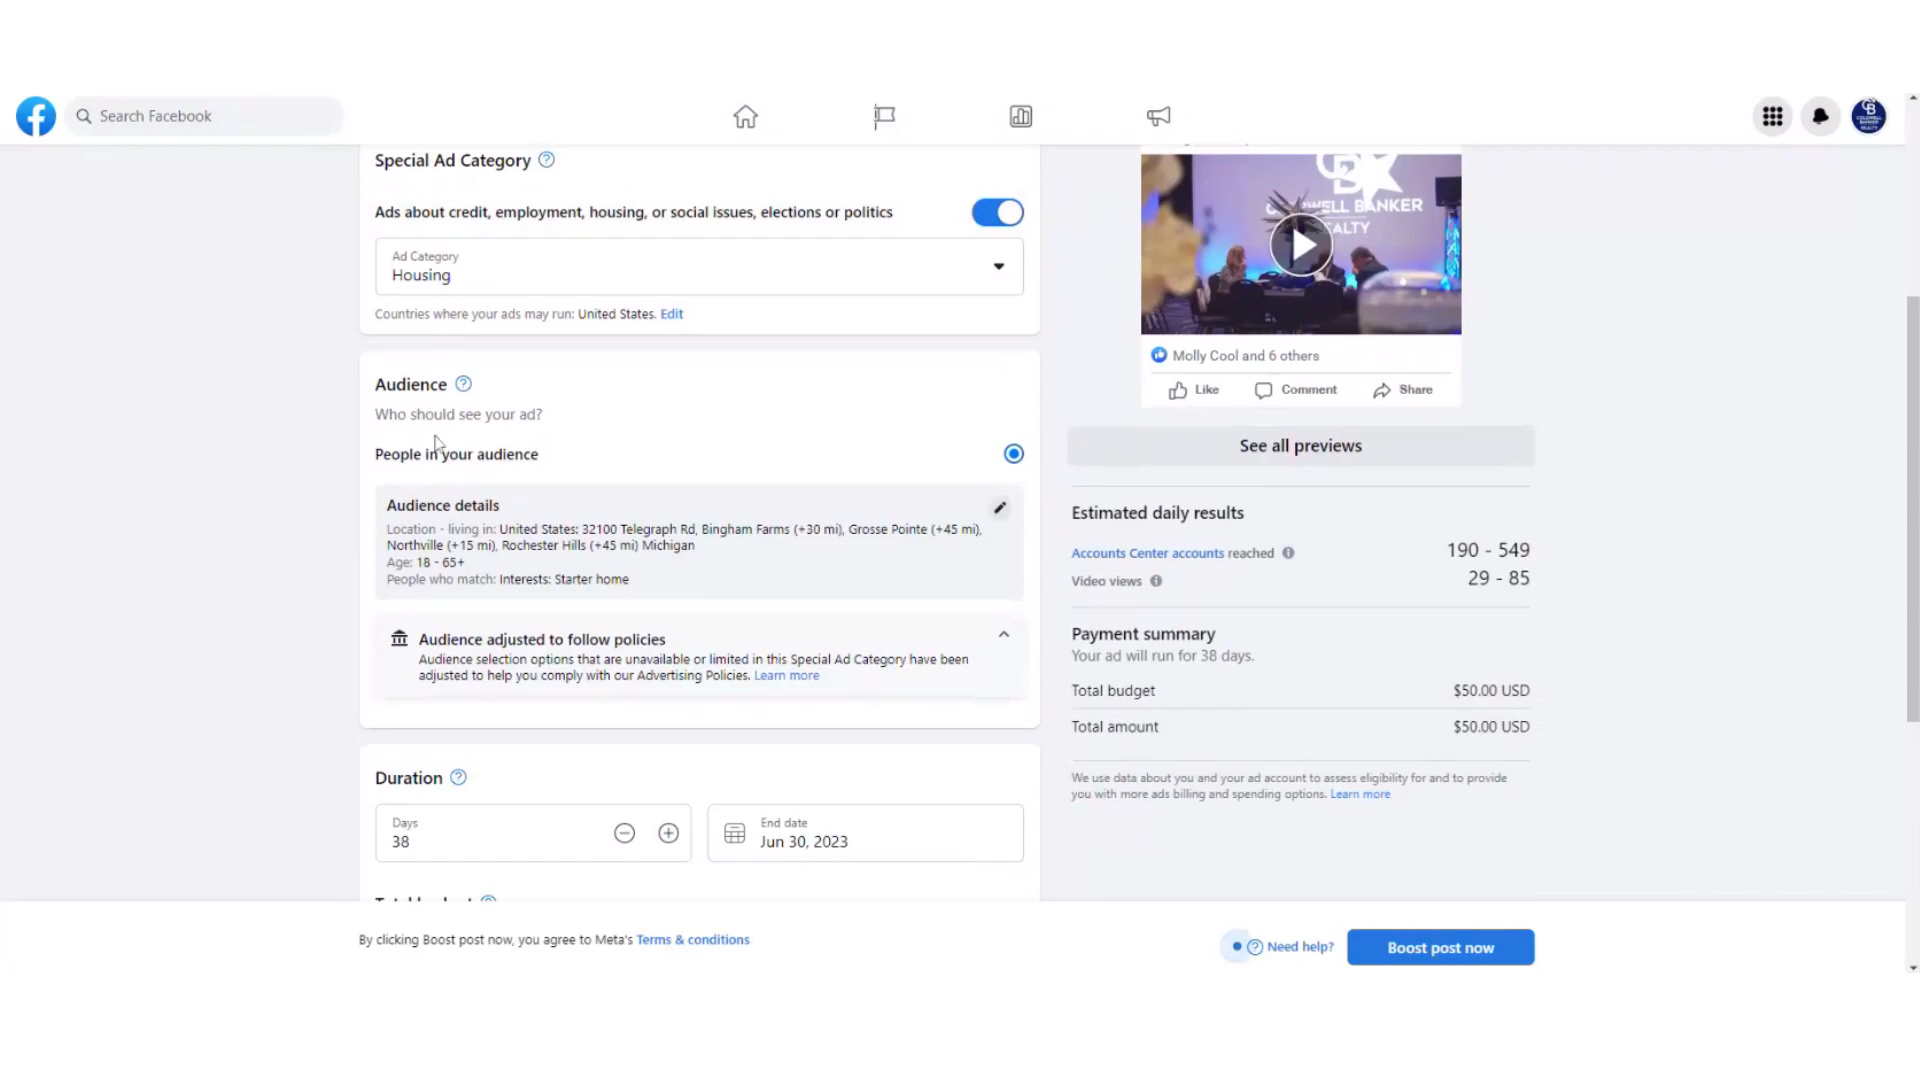 Search Facebook
Special Ad Category
Ads about credit, employment, housing, or social issues, elections or politics
Ad Category
Housing
Countries where your ads may run: United States. Edit
Audience
Who should see your ad?
People in your audience
Audience details
Location - living in: United States: 32100 Telegraph Rd, Bingham Farms (+30 mi), Grosse Pointe (+45 mi),
Northville (+15 mi), Rochester Hills (+45 mi) Michigan
Age: 18 - 65+
People who match: Interests: Starter home
Audience adjusted to follow policies
Audience selection options that are unavailable or limited in this Special Ad Category have been
adjusted to help you comply with our Advertising Policies. Learn more
Duration
Days
38
End date
Jun 30, 2023
BANKER
Molly Cool and 6 others
Like
Comment
Share
See all previews
Estimated daily results
Accounts Center accounts reached
190 - 549
Video views
29 - 85
Payment summary
Your ad will run for 38 days.
Total budget
$50.00 USD
Total amount
$50.00 USD
We use data about you and your ad account to assess eligibility for and to provide
you with more ads billing and spending options. Learn more
By clicking Boost post now, you agree to Meta's Terms & conditions
Need help?
Boost post now